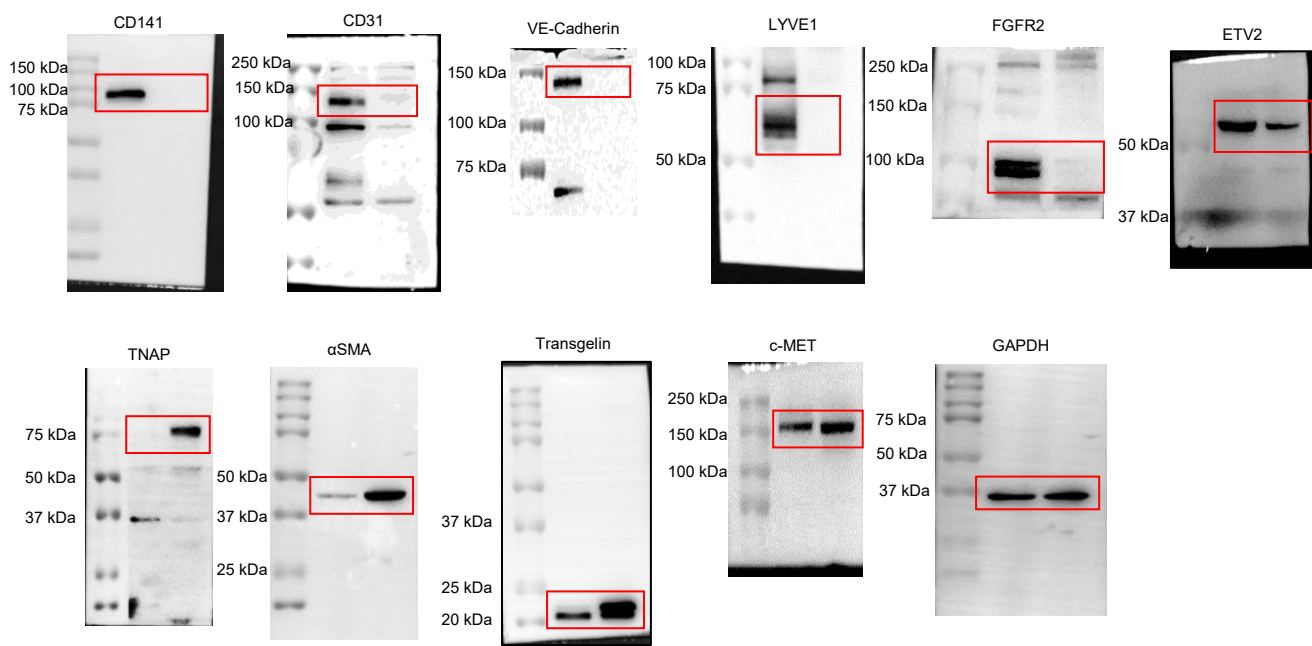 CD141
150 kDa
100 kDa
75 kDa
CD31
250 kDa
150 kDa
100 kDa
VE-Cadherin
150 kDa
100 kDa
75 kDa
LYVE1
100 kDa
75 kDa
50 kDa
FGFR2
250 kDa
150 kDa
100 kDa
ETV2
50 kDa
37 kDa
TNAP
75 kDa
50 kDa
37 kDa
αSMA
50 kDa
37 kDa
25 kDa
Transgelin
37 kDa
25 kDa
20 kDa
c-MET
250 kDa
150 kDa
100 kDa
GAPDH
75 kDa
50 kDa
37 kDa